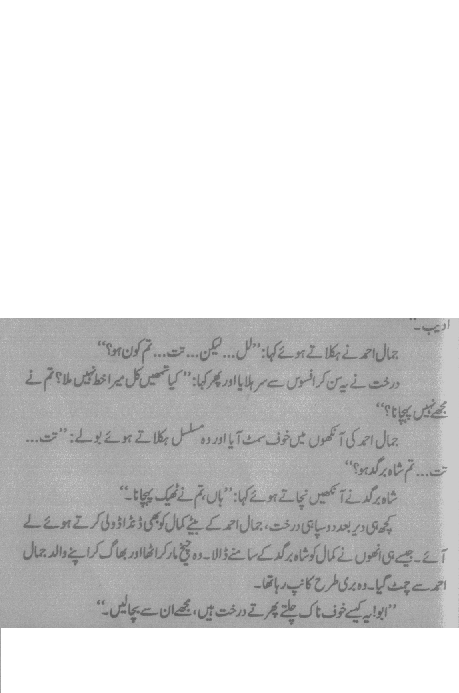 ادیب۔"
جمال احمد نے ہکلاتے ہوئے کہا: "لل... لیکن... تت... تم کون ہو؟"
درخت نے یہ سن کر افسوس سے سر ہلایا اور پھر کہا: "کیا تمھیں کل میرا خط نہیں ملا؟ تم نے
مجھے نہیں پہچانا؟"
جمال احمد کی آنکھوں میں خوف سمٹ آیا اور وہ مسلسل ہکلاتے ہوئے بولے: "تت...
تت... تم شاہ برگد ہو؟"
شاہ برگد نے آنکھیں نچاتے ہوئے کہا: "ہاں، تم نے ٹھیک پہچانا۔"
کچھ ہی دیر بعد دو سپاہی درخت، جمال احمد کے بیٹے کمال کو بھی ڈنڈا ڈولی کرتے ہوئے لے
آئے۔ جیسے ہی انھوں نے کمال کو شاہ برگد کے سامنے ڈالا۔ وہ چیخ مار کر اٹھا اور بھاگ کر اپنے والد جمال
احمد سے چمٹ گیا۔ وہ بری طرح کانپ رہا تھا۔
"ابو! یہ کیسے خوف ناک چلتے پھرتے درخت ہیں، مجھے ان سے بچالیں۔"